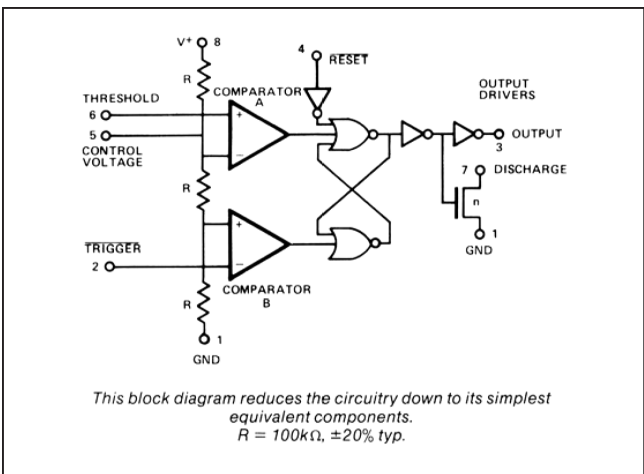 V+ 8
4
RESET
R
COMPARATOR
A
OUTPUT
DRIVERS
THRESHOLD
6
+
5
OUTPUT
3
CONTROL
VOLTAGE
–
7 DISCHARGE
R
n
+
1
GND
TRIGGER
2
–
COMPARATOR
B
R
1
GND
This block diagram reduces the circuitry down to its simplest
equivalent components.
R = 100kΩ, ±20% typ.